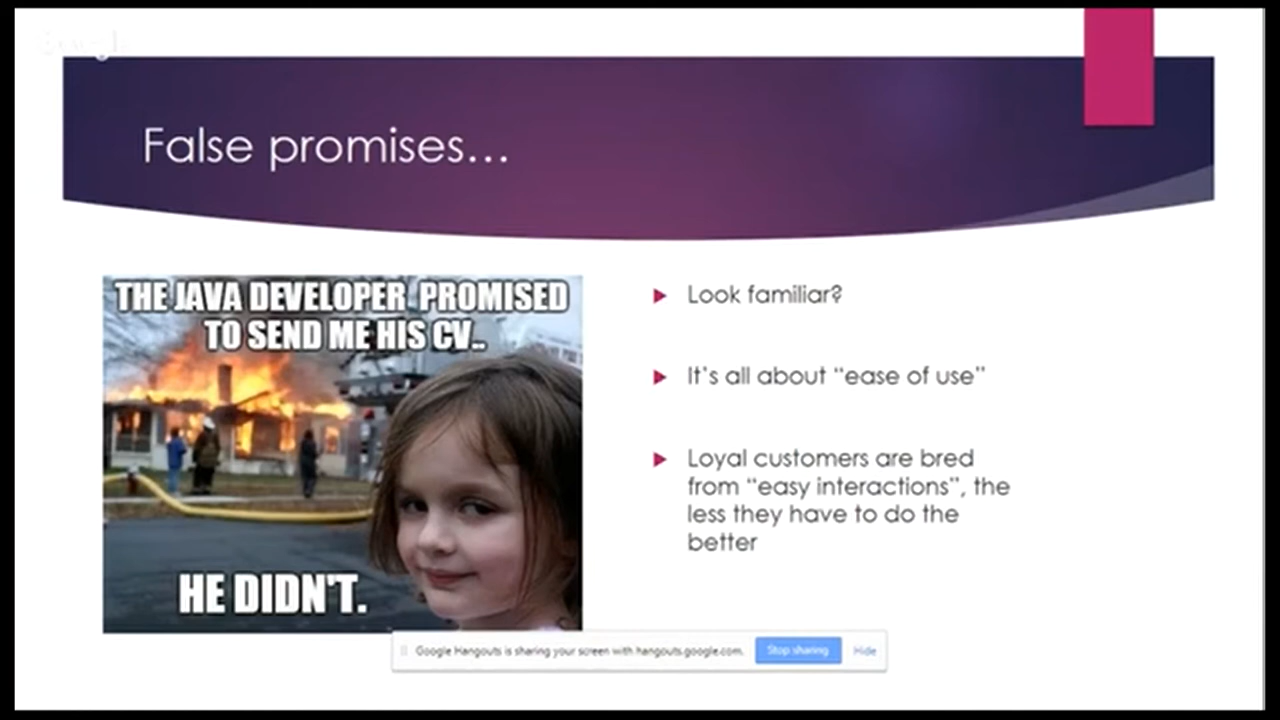 False promises...
THE JAVA DEVELOPER PROMISED
TO SEND ME HIS CV..
HE DIDN'T.
Look familiar?
It's all about “ease of use”
Loyal customers are bred
from “easy interactions”, the
less they have to do the
better
Google Hangouts is sharing your screen with hangouts.google.com. Stop sharing Hide